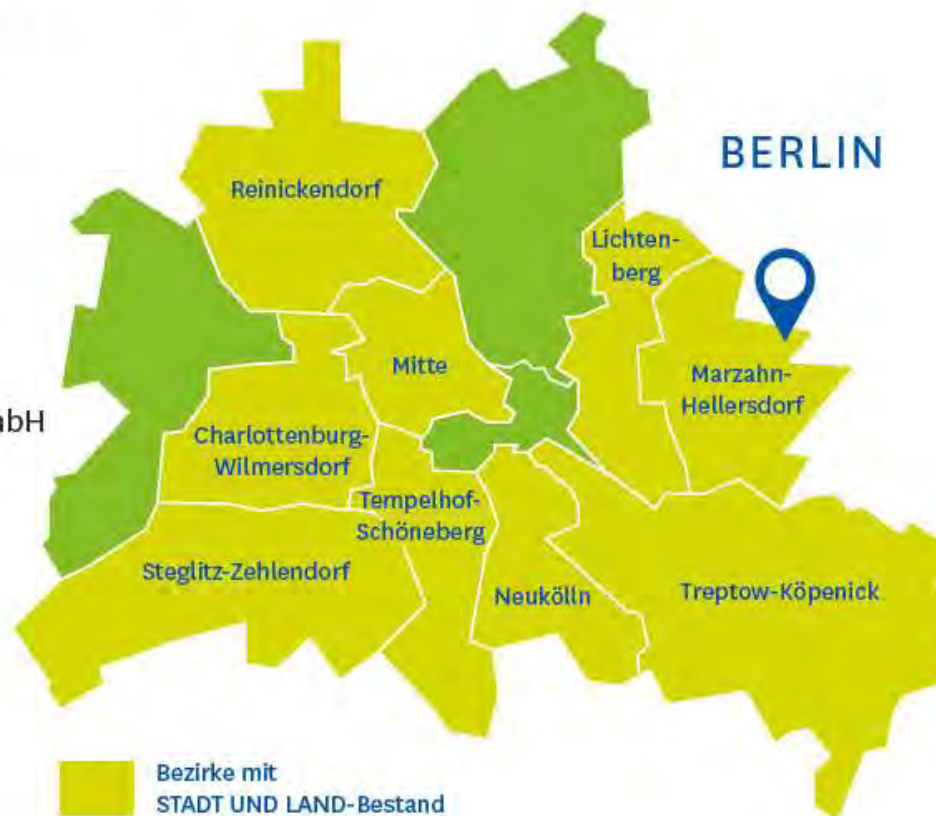 BERLIN
Reinickendorf
Lichten-
berg
Mitte
Marzahn-
Hellersdorf
Charlottenburg-
Wilmersdorf
Tempelhof-
Schöneberg
Steglitz-Zehlendorf
Neukölln
Treptow-Köpenick
Bezirke mit
STADT UND LAND-Bestand